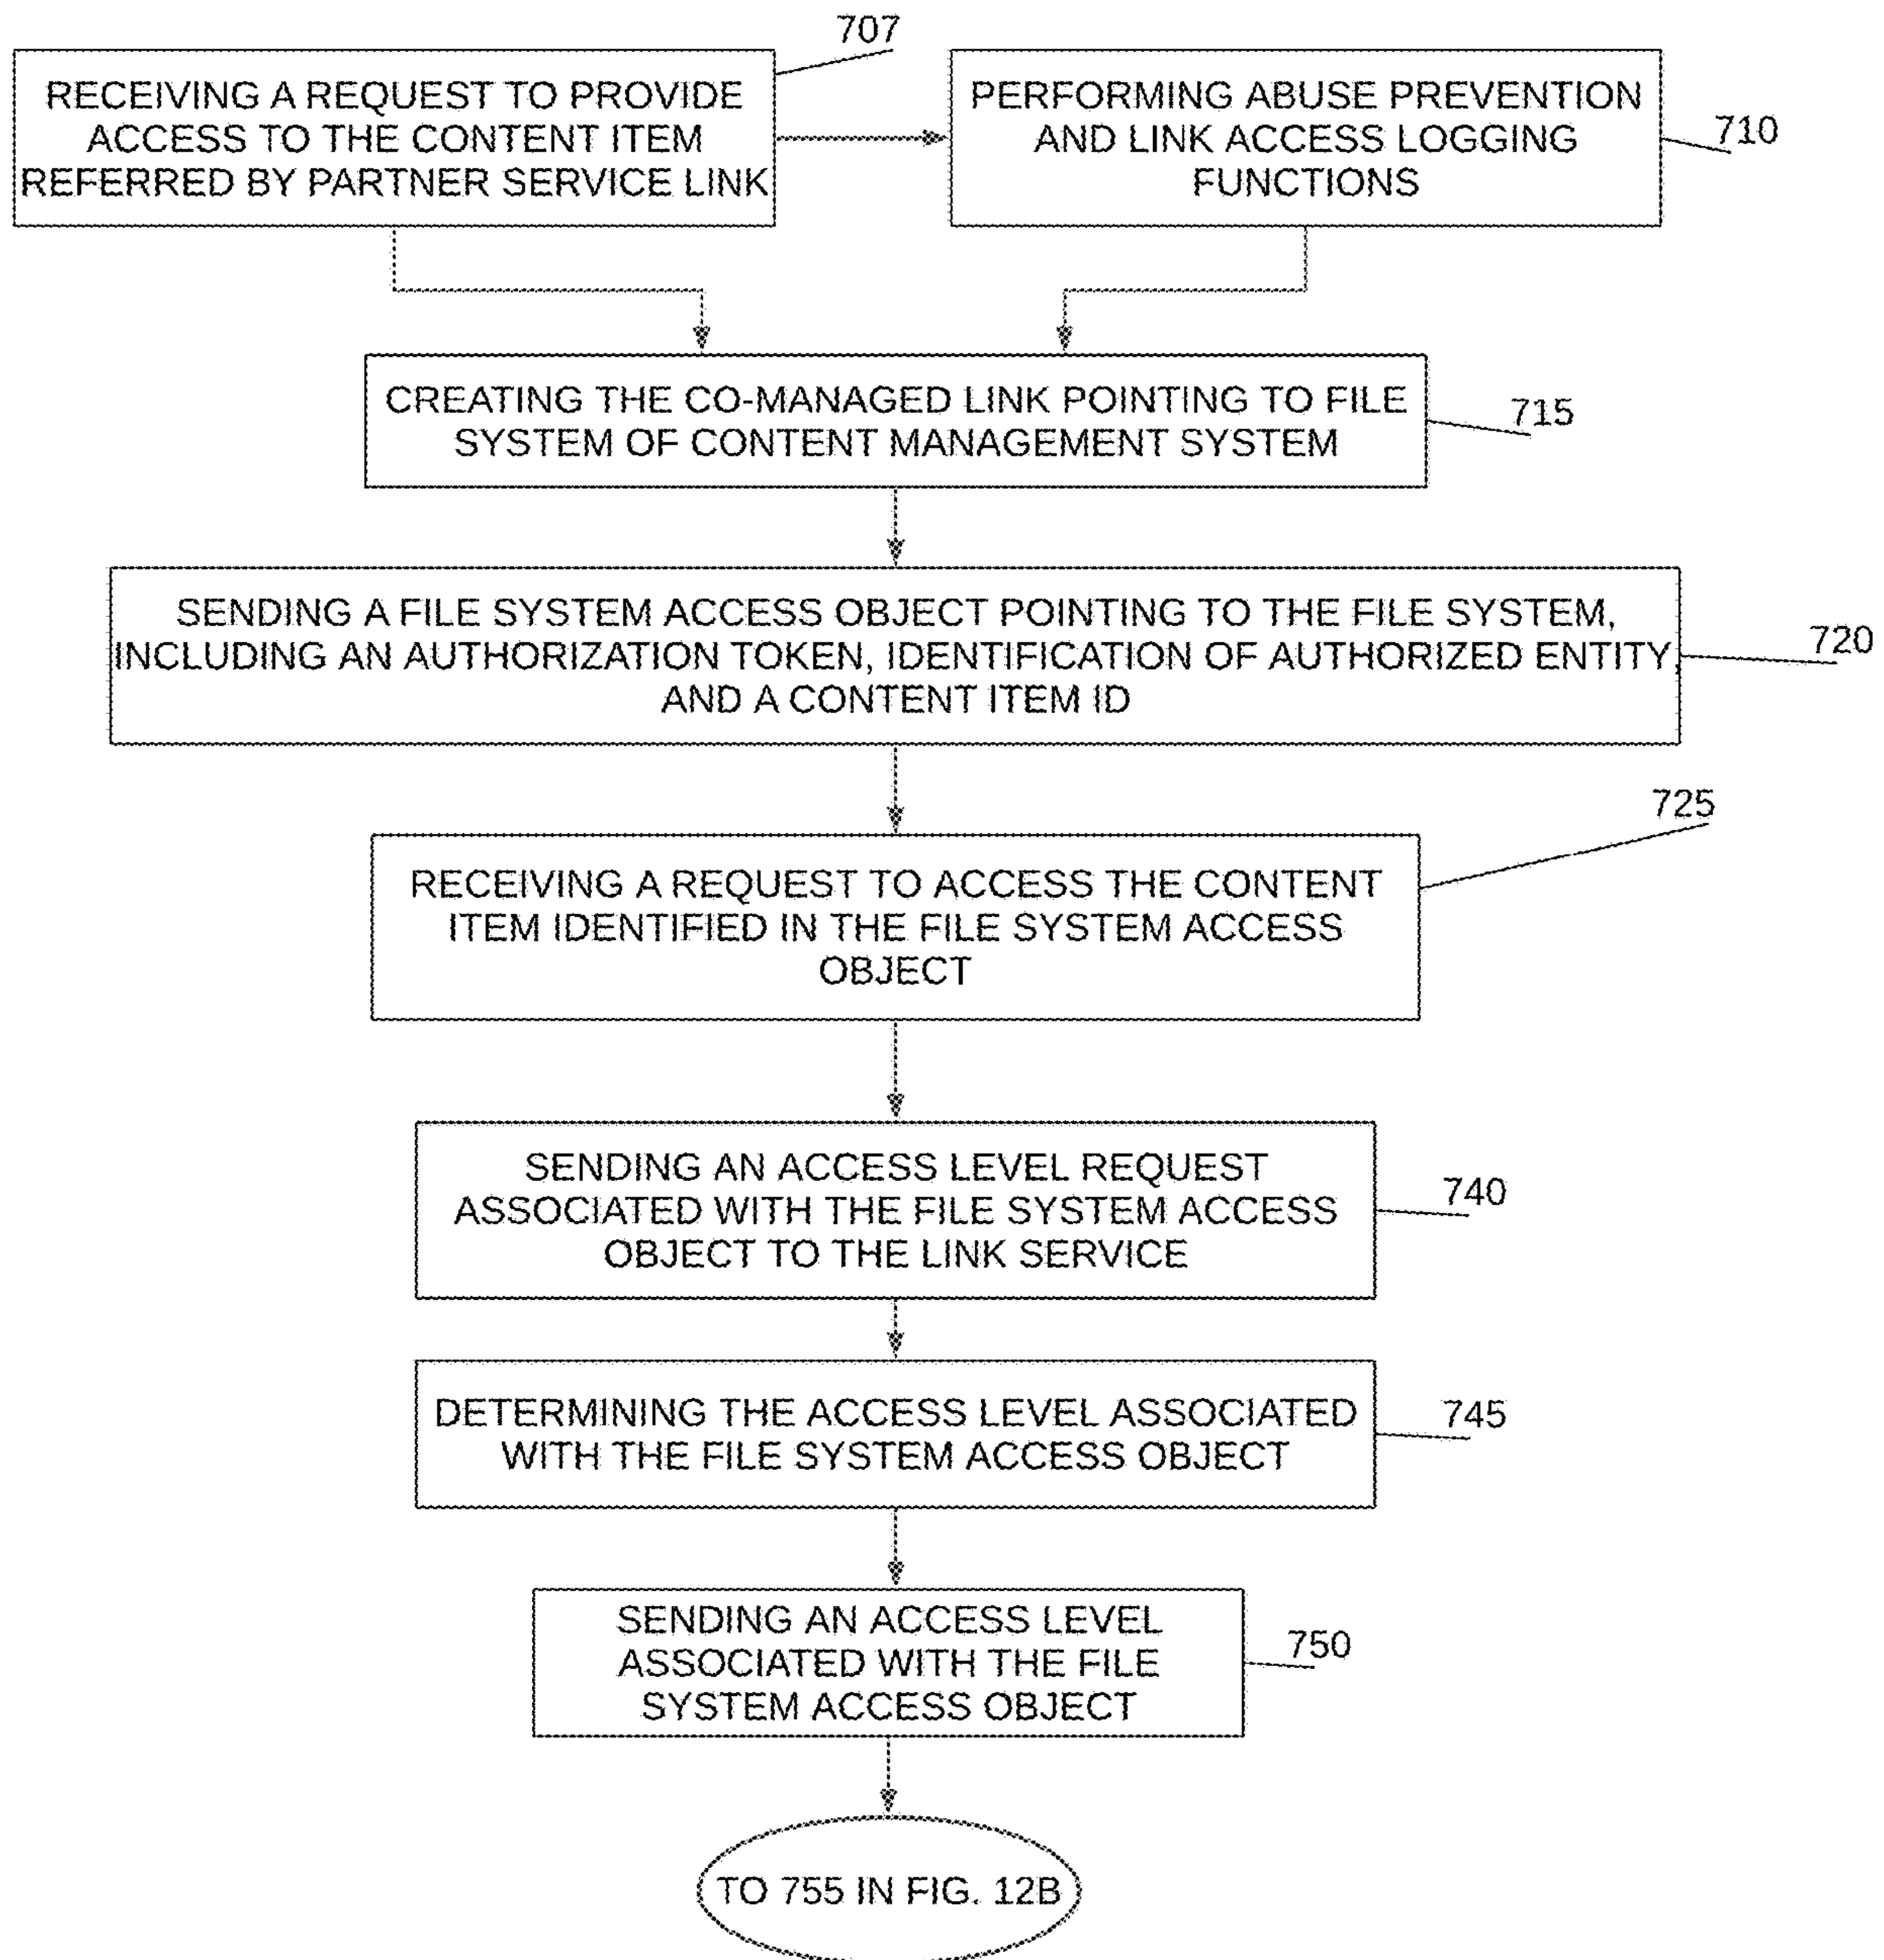 707
RECEIVING A REQUEST TO PROVIDE
ACCESS TO THE CONTENT ITEM
REFERRED BY PARTNER SERVICE LINK
PERFORMING ABUSE PREVENTION
AND LINK ACCESS LOGGING
FUNCTIONS
710
CREATING THE CO-MANAGED LINK POINTING TO FILE
SYSTEM OF CONTENT MANAGEMENT SYSTEM
715
SENDING A FILE SYSTEM ACCESS OBJECT POINTING TO THE FILE SYSTEM,
INCLUDING AN AUTHORIZATION TOKEN, IDENTIFICATION OF AUTHORIZED ENTITY,
AND A CONTENT ITEM ID
720
725
RECEIVING A REQUEST TO ACCESS THE CONTENT
ITEM IDENTIFIED IN THE FILE SYSTEM ACCESS
OBJECT
SENDING AN ACCESS LEVEL REQUEST
ASSOCIATED WITH THE FILE SYSTEM ACCESS
OBJECT TO THE LINK SERVICE
740
DETERMINING THE ACCESS LEVEL ASSOCIATED
WITH THE FILE SYSTEM ACCESS OBJECT
745
SENDING AN ACCESS LEVEL
ASSOCIATED WITH THE FILE
SYSTEM ACCESS OBJECT
750
TO 755 IN FIG. 12B